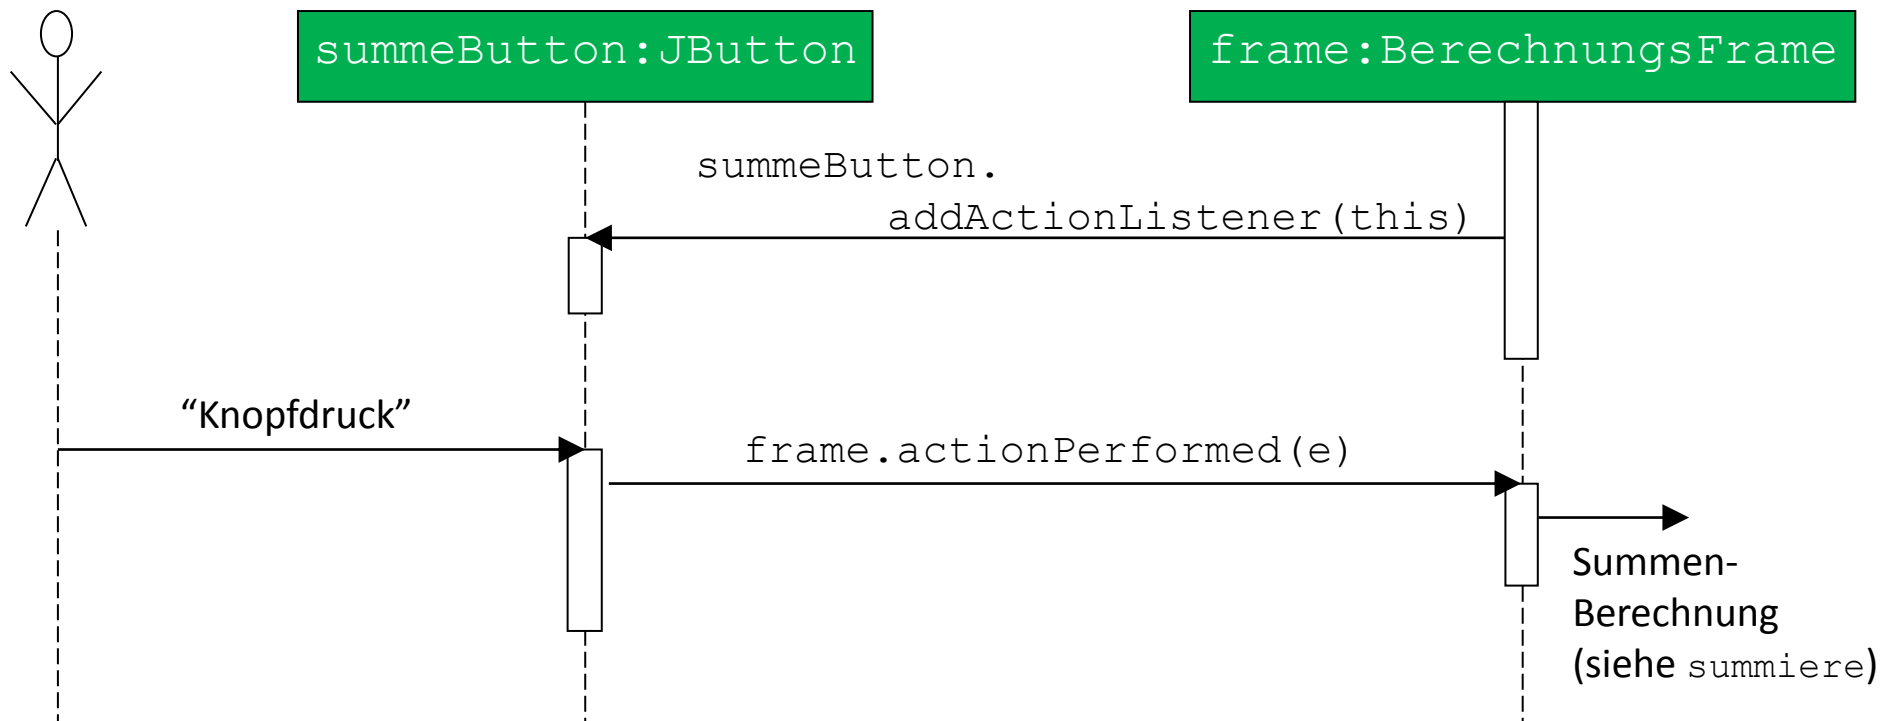 summeButton:JButton
frame:BerechnungsFrame
summeButton.
addActionListener(this)
“Knopfdruck”
frame.actionPerformed(e)
Summen-
Berechnung
(siehe summiere)